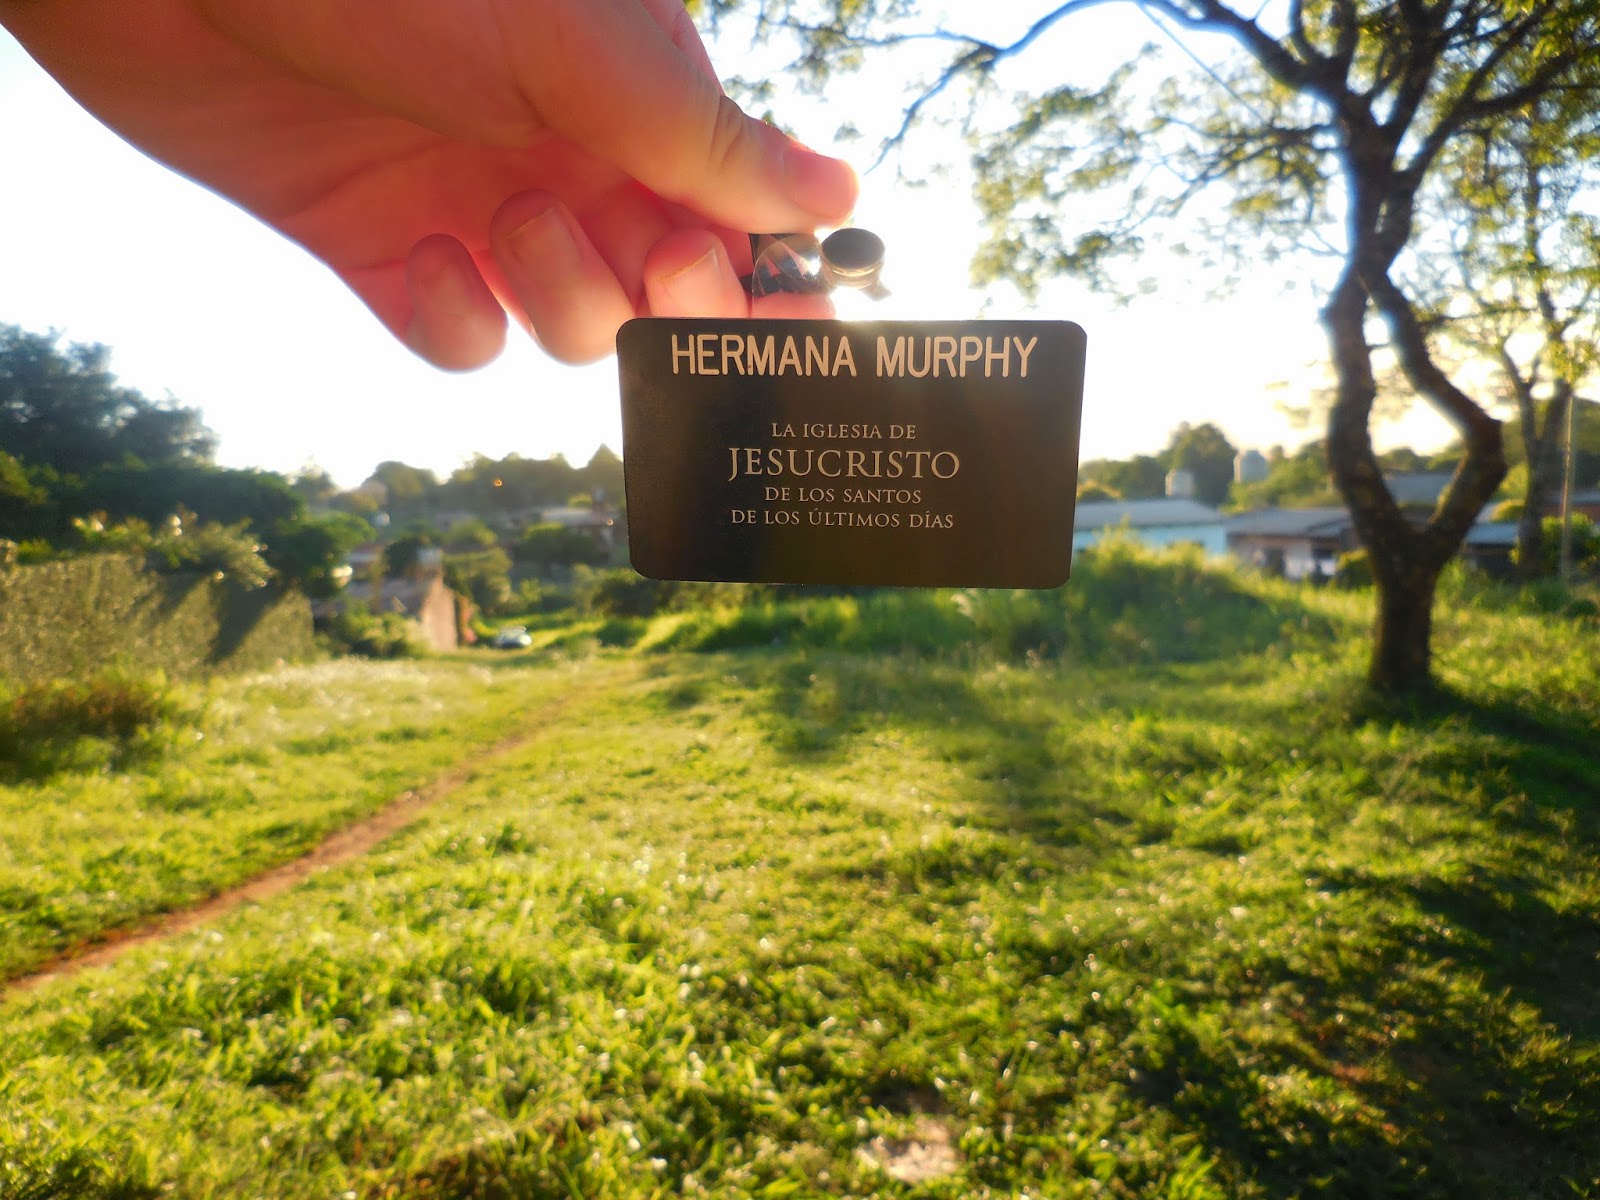 HERMANA MURPHY
LA IGLESIA DE
JESUCRISTO
DE LOS SANTOS
DE LOS ÚLTIMOS DÍAS